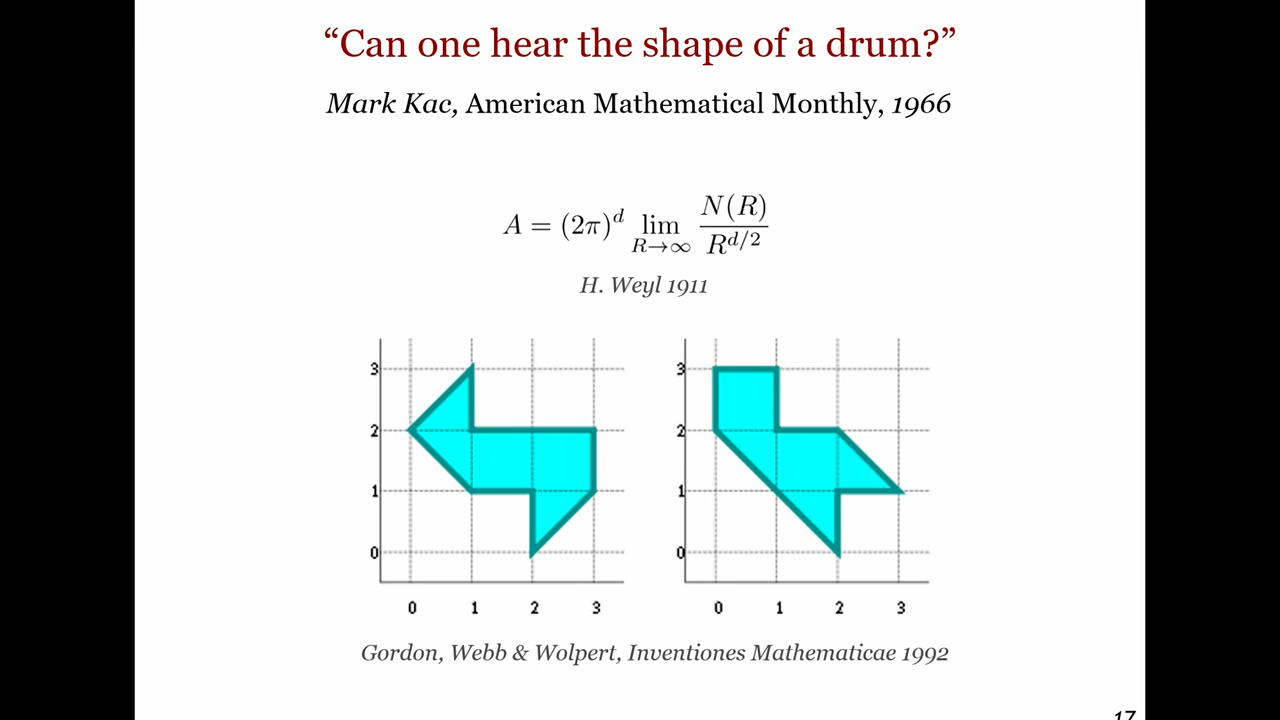 “Can one hear the shape of a drum?”
Mark Kac, American Mathematical Monthly, 1966
A = (2π)^d lim_{R→∞} N(R) / R^{d/2}
H. Weyl 1911
3 3
2 2
1 1
0 0
0 1 2 3 0 1 2 3
Gordon, Webb & Wolpert, Inventiones Mathematicae 1992
17